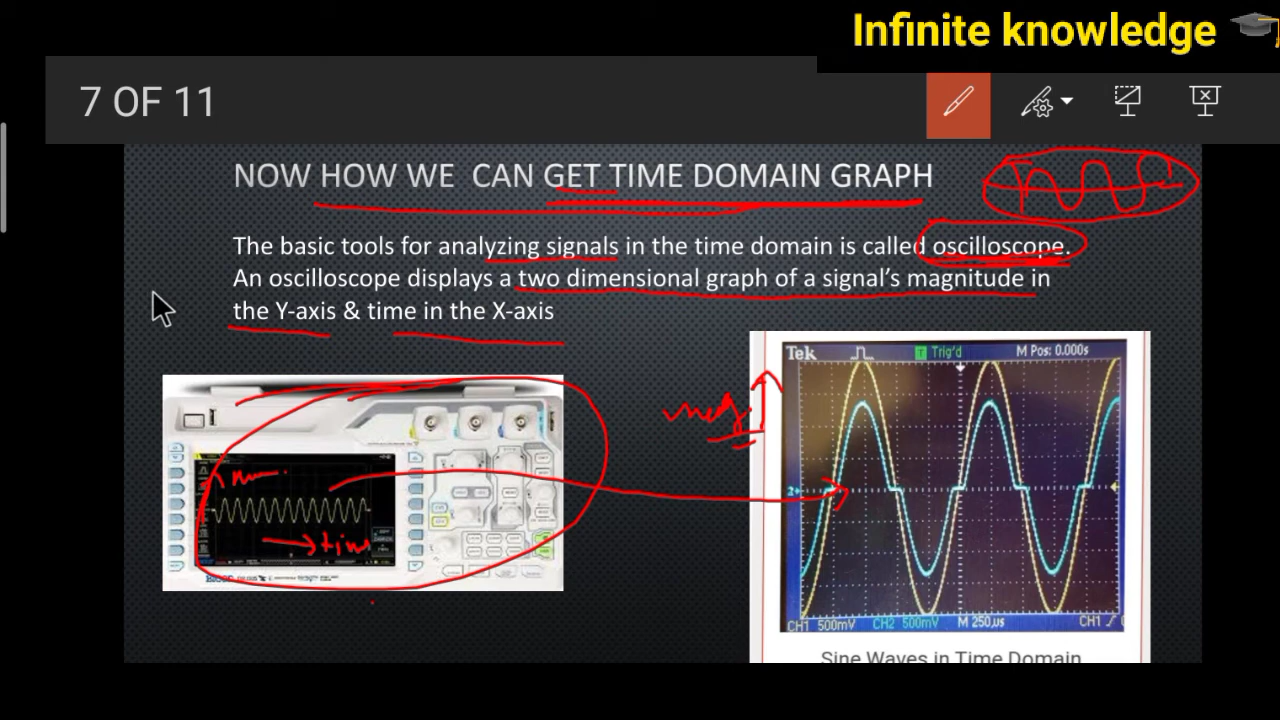 Infinite knowledge
7 OF 11
NOW HOW WE CAN GET TIME DOMAIN GRAPH
The basic tools for analyzing signals in the time domain is called oscilloscope.
An oscilloscope displays a two dimensional graph of a signal's magnitude in
the Y-axis & time in the X-axis
Tek Trig'd M Pos: 0.000s
meg.
time
2
CH1 500mV CH2 500mV M 250µs CH1
Sine Waves in Time Domain